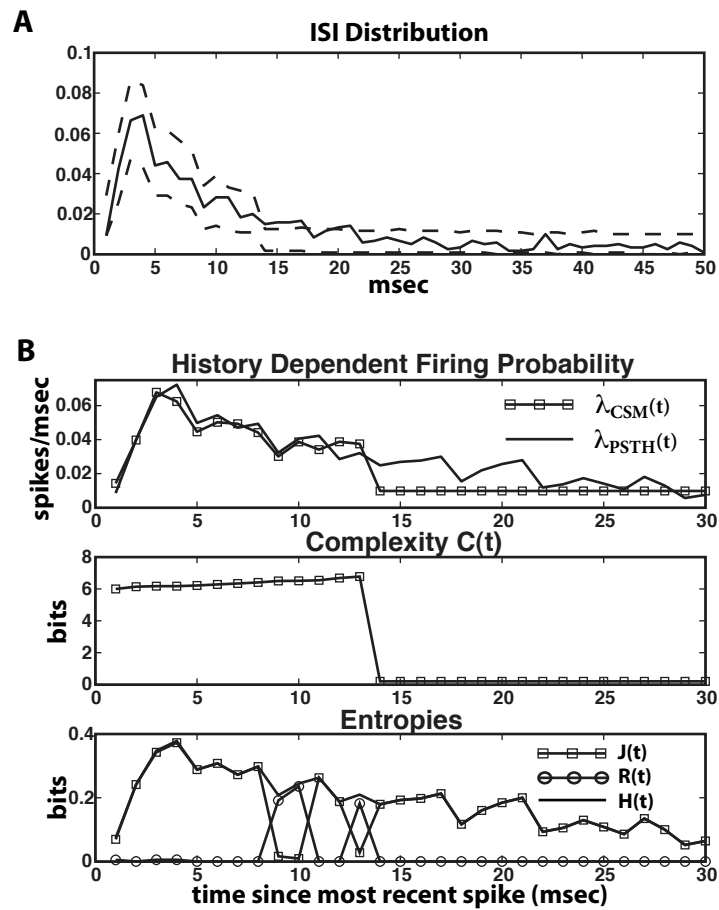 A
ISI Distribution
0.1
0.08
0.06
0.04
0.02
0
0 5 10 15 20 25 30 35 40 45 50
msec
B
History Dependent Firing Probability
spikes/msec
0.06
0.04
0.02
0
λCSM(t)
λPSTH(t)
0 5 10 15 20 25 30
Complexity C(t)
bits
8
6
4
2
0
0 5 10 15 20 25 30
Entropies
bits
0.4
0.2
0
J(t)
R(t)
H(t)
0 5 10 15 20 25 30
time since most recent spike (msec)